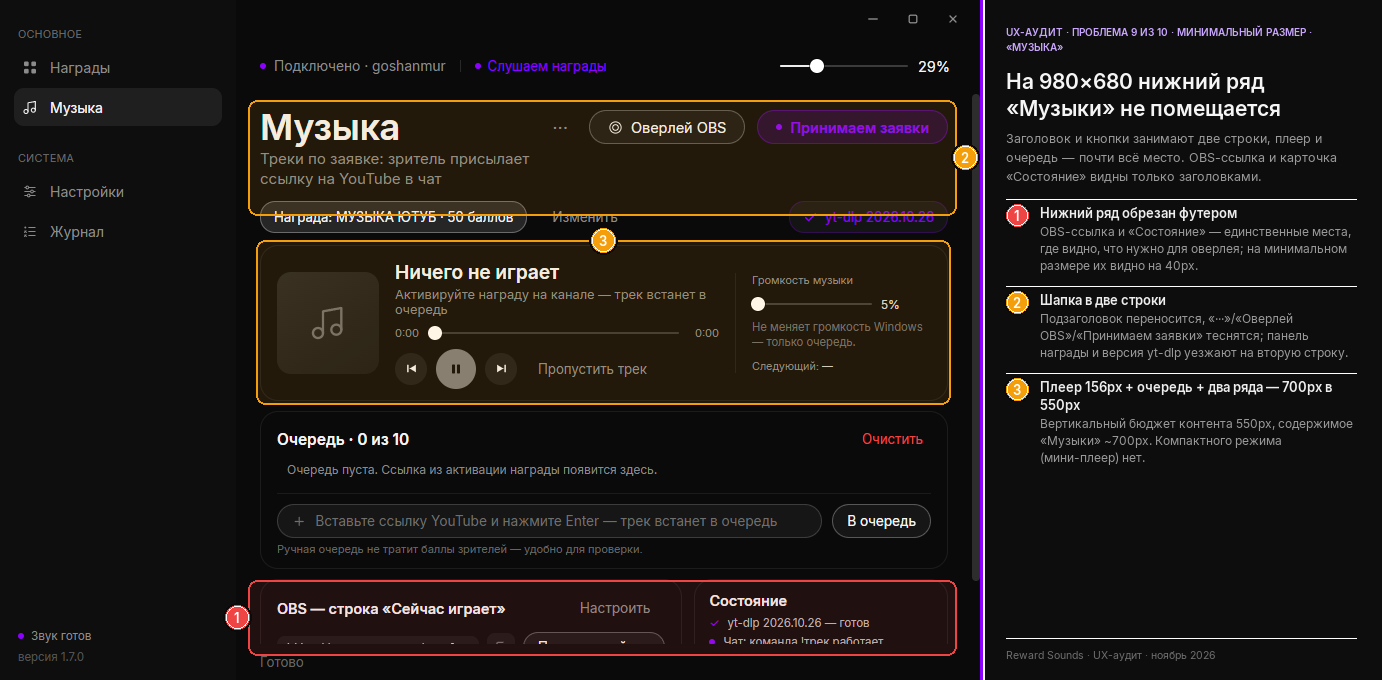 ОСНОВНОЕ
Награды
Музыка
СИСТЕМА
Настройки
Журнал
Звук готов
версия 1.7.0
Подключено · goshanmur
Слушаем награды
29%
Музыка
Треки по заявке: зритель присылает
ссылку на YouTube в чат
··· Оверлей OBS
Принимаем заявки
2
Награда: МУЗЫКА ЮТУБ · 50 баллов
Изменить
yt-dlp 2026.10.26
3
Ничего не играет
Активируйте награду на канале — трек встанет в
очередь
0:00
0:00
Пропустить трек
Громкость музыки
5%
Не меняет громкость Windows
— только очередь.
Следующий: —
Очередь · 0 из 10
Очистить
Очередь пуста. Ссылка из активации награды появится здесь.
+ Вставьте ссылку YouTube и нажмите Enter — трек встанет в очередь
В очередь
Ручная очередь не тратит баллы зрителей — удобно для проверки.
1
OBS — строка «Сейчас играет»
Настроить
Состояние
yt-dlp 2026.10.26 — готов
Чат: команда !трек работает
Готово
UX-АУДИТ · ПРОБЛЕМА 9 ИЗ 10 · МИНИМАЛЬНЫЙ РАЗМЕР ·
«МУЗЫКА»
На 980×680 нижний ряд
«Музыки» не помещается
Заголовок и кнопки занимают две строки, плеер и
очередь — почти всё место. OBS-ссылка и карточка
«Состояние» видны только заголовками.
1
Нижний ряд обрезан футером
OBS-ссылка и «Состояние» — единственные места,
где видно, что нужно для оверлея; на минимальном
размере их видно на 40px.
2
Шапка в две строки
Подзаголовок переносится, «···»/«Оверлей
OBS»/«Принимаем заявки» теснятся; панель
награды и версия yt-dlp уезжают на вторую строку.
3
Плеер 156px + очередь + два ряда — 700px в
550px
Вертикальный бюджет контента 550px, содержимое
«Музыки» ~700px. Компактного режима
(мини-плеер) нет.
Reward Sounds · UX-аудит · ноябрь 2026